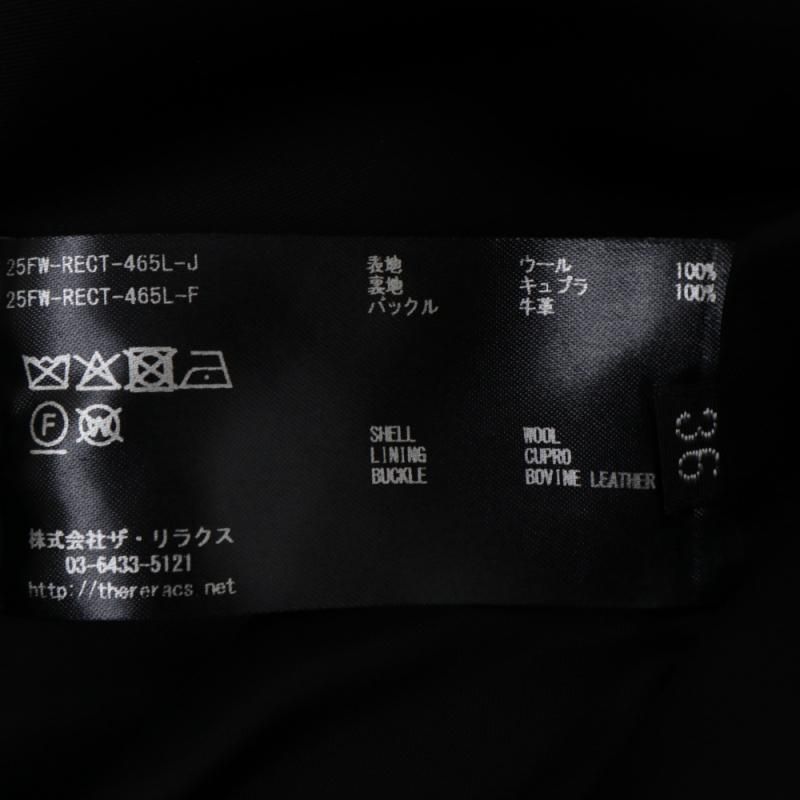 25FW-RECT-465L-J
25FW-RECT-465L-F
表地 ウール 100%
裏地 キュプラ 100%
バックル 牛革
F
W
SHELL WOOL
LINING CUPRO
BUCKLE BOVINE LEATHER
36
株式会社ザ・リラクス
03-6433-5121
http://thereracs.net